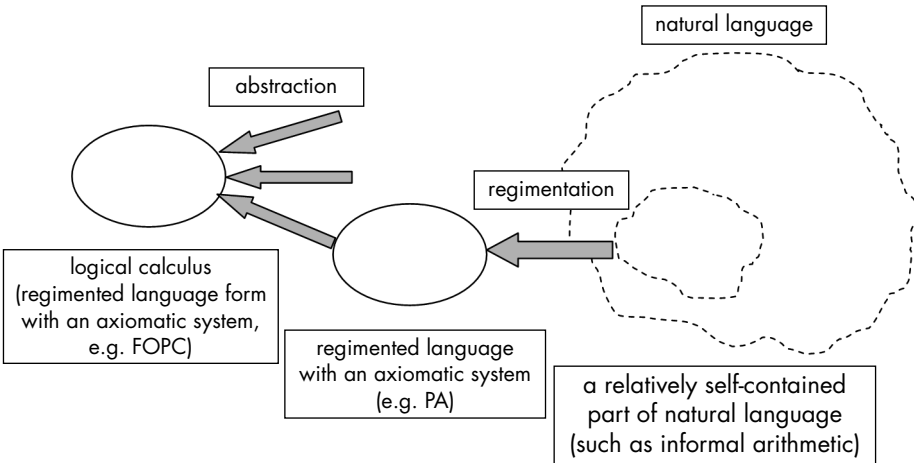 natural language
abstraction
regimentation
logical calculus
(regimented language form
with an axiomatic system,
e.g. FOPC)
regimented language
with an axiomatic system
(e.g. PA)
a relatively self-contained
part of natural language
(such as informal arithmetic)